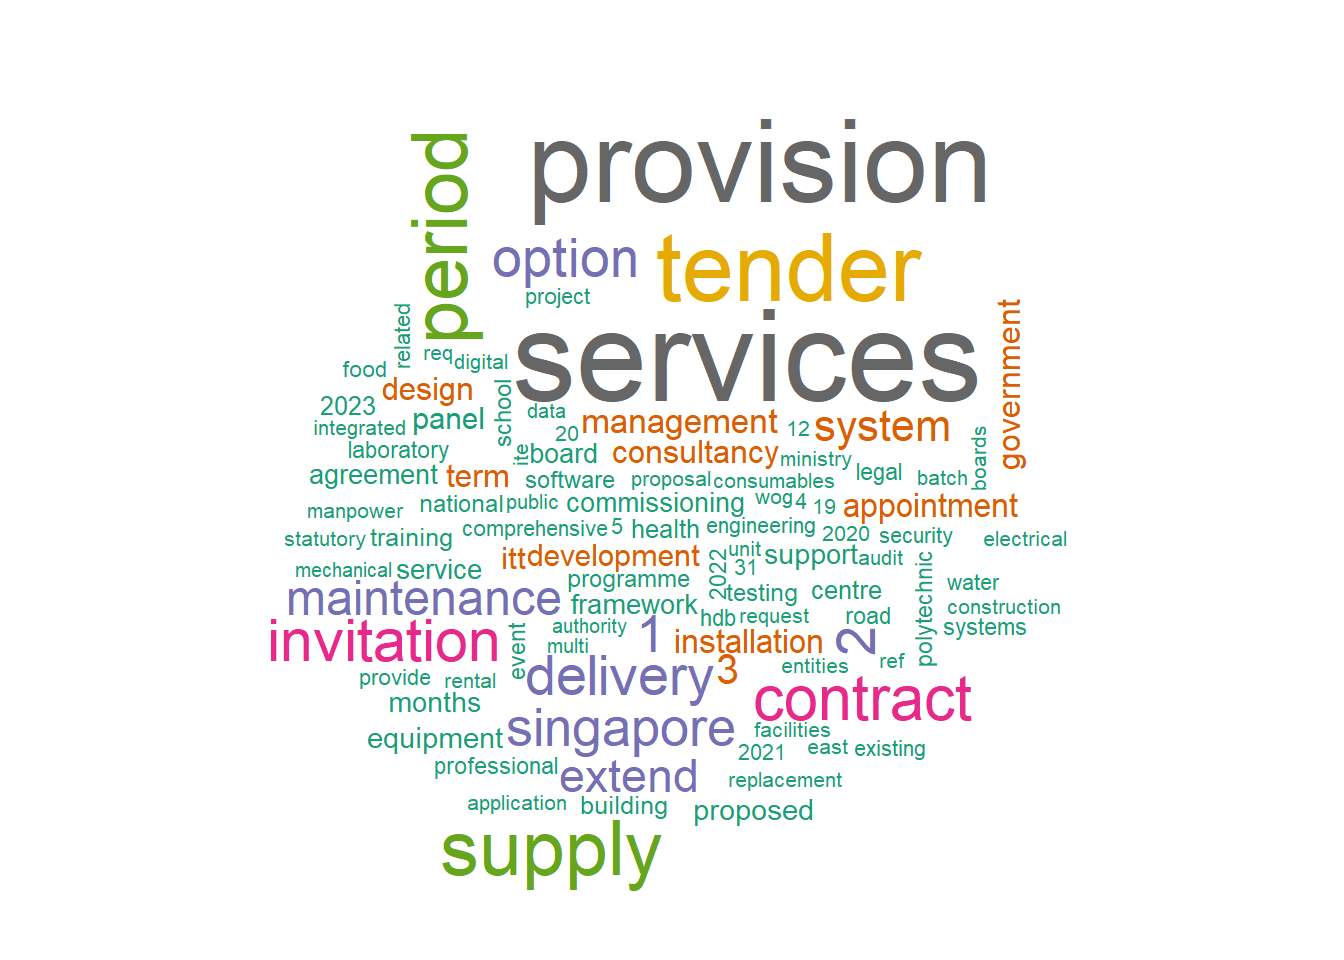 provision
period
option
tender
project
services
government
related
req
digital
food
design
2023
panel
school
data
management
12
system
integrated
20
laboratory
ite
board
consultancy
ministry
boards
agreement
term
software
proposal
consumables
legal
batch
national
public
commissioning
wog
4
19
appointment
manpower
statutory
training
comprehensive
5
health
engineering
2020
security
electrical
mechanical
service
itt
development
2022
unit
31
support
audit
polytechnic
programme
testing
centre
water
maintenance
framework
hdb
request
road
construction
systems
invitation
event
authority
multi
1
installation
2
entities
ref
provide
rental
delivery
3
months
contract
equipment
singapore
facilities
2021
east
existing
professional
extend
replacement
application
building
proposed
supply